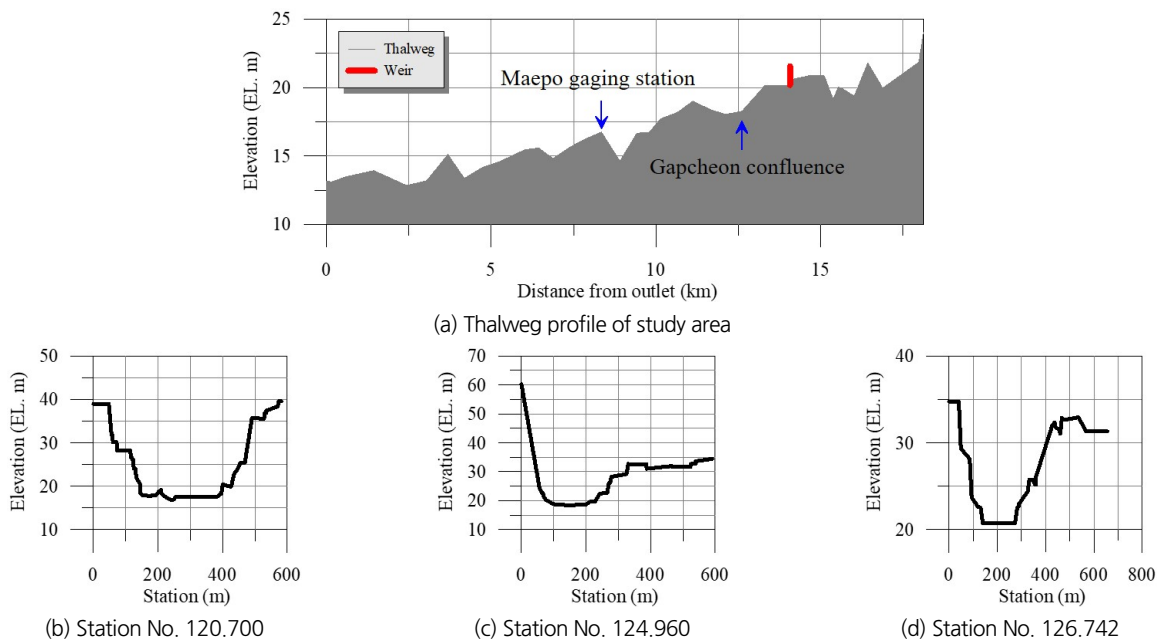 Elevation (EL. m)
25
20
15
10
Thalweg
Weir
Maepo gaging station
Gapcheon confluence
0
5
10
15
Distance from outlet (km)
(a) Thalweg profile of study area
Elevation (EL. m)
50
40
30
20
10
0
200
400
600
Station (m)
(b) Station No. 120.700
Elevation (EL. m)
70
60
50
40
30
20
10
0
200
400
600
Station (m)
(c) Station No. 124.960
Elevation (EL. m)
40
30
20
0
200
400
600
800
Station (m)
(d) Station No. 126.742